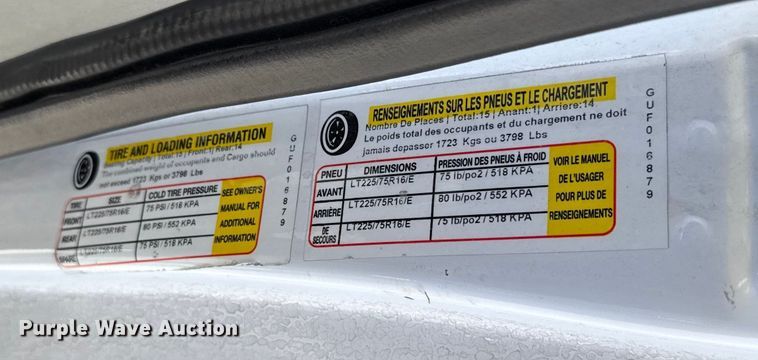 TIRE AND LOADING INFORMATION
Seating Capacity | Total:15 | Front:1| Rear:14
The combined weight of occupants and Cargo should
not exceed 1723 Kgs or 3798 Lbs
TIRE SIZE COLD TIRE PRESSURE
FRONT LT225/75R16/E 75 PSI / 518 KPA
REAR LT225/75R16/E 80 PSI / 552 KPA
SPARE LT225/75R16/E 75 PSI / 518 KPA
SEE OWNER'S
MANUAL FOR
ADDITIONAL
INFORMATION
GUF016879
RENSEIGNEMENTS SUR LES PNEUS ET LE CHARGEMENT
Nombre De Places | Total:15 | Anant:1| Arriere:14
Le poids total des occupants et du chargement ne doit
jamais depasser 1723 Kgs ou 3798 Lbs
PNEU DIMENSIONS PRESSION DES PNEUS À FROID
AVANT LT225/75R16/E 75 lb/po2 / 518 KPA
ARRIÈRE LT225/75R16/E 80 lb/po2 / 552 KPA
DE SECOURS LT225/75R16/E 75 lb/po2 / 518 KPA
VOIR LE MANUEL
DE L'USAGER
POUR PLUS DE
RENSEIGNEMENTS
GUF016879
Purple Wave Auction